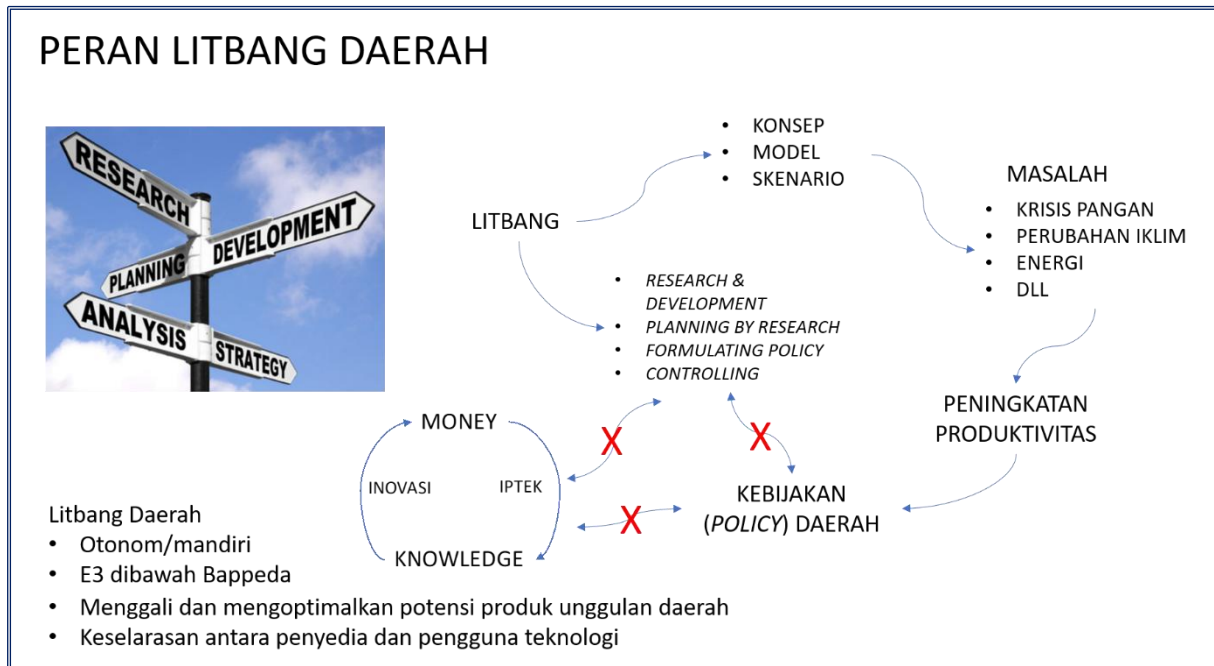 PERAN LITBANG DAERAH
RESEARCH
DEVELOPMENT
PLANNING
ANALYSIS
STRATEGY
LITBANG
• KONSEP
• MODEL
• SKENARIO
MASALAH
• KRISIS PANGAN
• PERUBAHAN IKLIM
• ENERGI
• DLL
• RESEARCH &
DEVELOPMENT
• PLANNING BY RESEARCH
• FORMULATING POLICY
• CONTROLLING
PENINGKATAN
PRODUKTIVITAS
X
X
X
MONEY
INOVASI
IPTEK
KNOWLEDGE
KEBIJAKAN
(POLICY) DAERAH
Litbang Daerah
• Otonom/mandiri
• E3 dibawah Bappeda
• Menggali dan mengoptimalkan potensi produk unggulan daerah
• Keselarasan antara penyedia dan pengguna teknologi